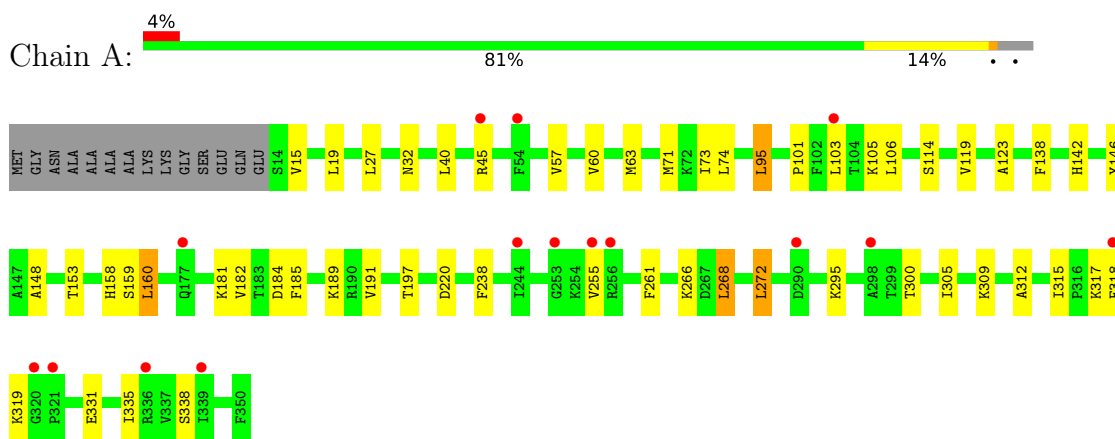 4%
Chain A:
81% 14% • •
MET GLY ASN ALA ALA ALA ALA ALA LYS LYS GLY SER GLU GLN GLU S14 V15 L19 L27 N32 L40 R45 F54 V57 V60 M63 M71 K72 I73 L74 L95 P101 F102 L103 T104 K105 L106 S114 V119 A123 F138 H142 Y146
A147 A148 T153 H158 S159 L160 Q177 K181 V182 T183 D184 F185 K189 R190 V191 T197 D220 F238 I244 G253 K254 V255 R256 F261 K266 D267 L268 L272 D290 K295 A298 T299 T300 I305 K309 A312 I315 P316 K317 F318
K319 G320 P321 E331 I335 R336 V337 S338 I339 F350